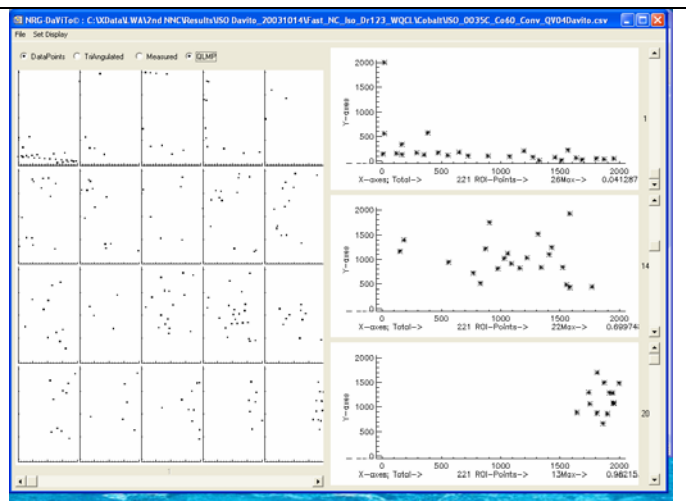 NRG-DaViTo© : C:\XData\LWA\2nd NNC\Results\ISO Davito_20031014\Fast_NC_Iso_Dr123_WQCL\Cobalt\ISO_0035C_Co60_Conv_QV04Davito.csv
File Set Display
DataPoints TriAngulated Measured QLMP
2000
1500
1000
500
0
Y-axes
0 500 1000 1500 2000
X-axes; Total-> 221 ROI-Points-> 26Max-> 0.041287
1
2000
1500
1000
500
0
Y-axes
0 500 1000 1500 2000
X-axes; Total-> 221 ROI-Points-> 22Max-> 0.69974
14
2000
1500
1000
500
0
Y-axes
0 500 1000 1500 2000
X-axes; Total-> 221 ROI-Points-> 13Max-> 0.96215
20